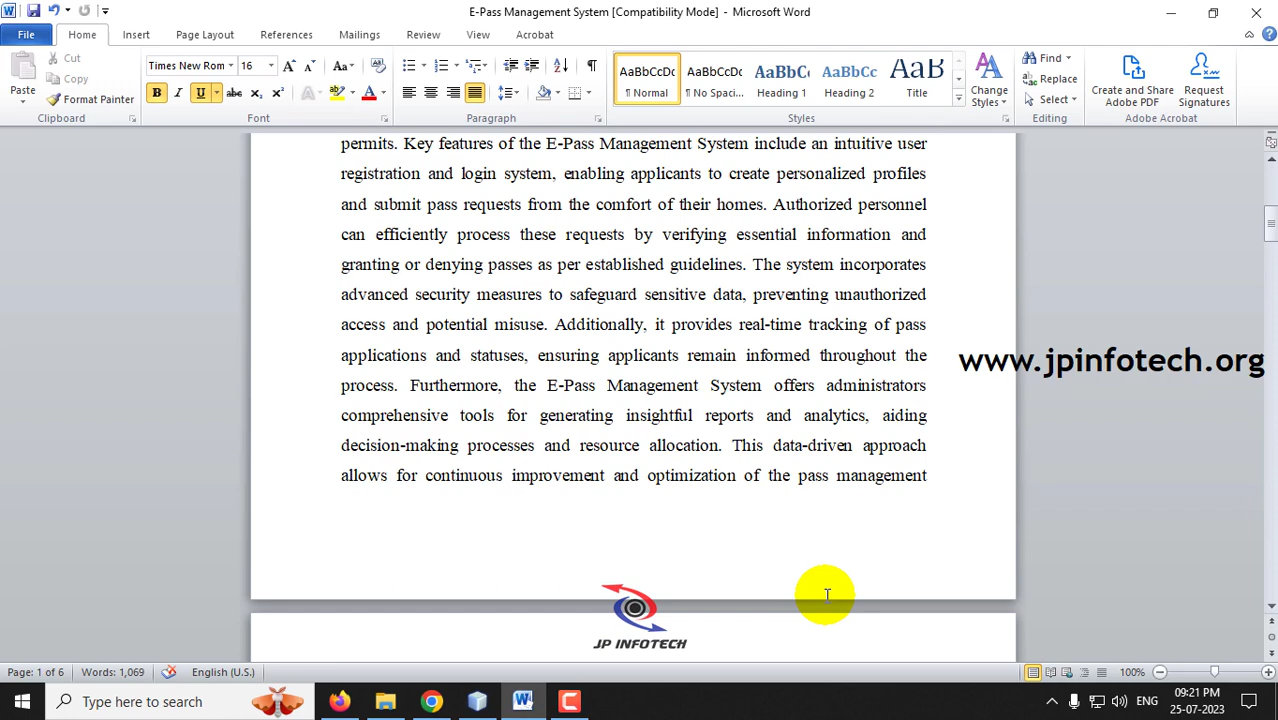 E-Pass Management System [Compatibility Mode] - Microsoft Word
File Home Insert Page Layout References Mailings Review View Acrobat
Paste
Cut
Copy
Format Painter
Clipboard
Times New Rom 16
Font
Paragraph
AaBbCcDc AaBbCcDc AaBbC AaBbCc AaB
¶ Normal ¶ No Spaci... Heading 1 Heading 2 Title
Change Styles
Styles
Find
Replace
Select
Editing
Create and Share Adobe PDF
Request Signatures
Adobe Acrobat
permits. Key features of the E-Pass Management System include an intuitive user
registration and login system, enabling applicants to create personalized profiles
and submit pass requests from the comfort of their homes. Authorized personnel
can efficiently process these requests by verifying essential information and
granting or denying passes as per established guidelines. The system incorporates
advanced security measures to safeguard sensitive data, preventing unauthorized
access and potential misuse. Additionally, it provides real-time tracking of pass
applications and statuses, ensuring applicants remain informed throughout the
process. Furthermore, the E-Pass Management System offers administrators
comprehensive tools for generating insightful reports and analytics, aiding
decision-making processes and resource allocation. This data-driven approach
allows for continuous improvement and optimization of the pass management
www.jpinfotech.org
JP INFOTECH
Page: 1 of 6 Words: 1,069 English (U.S.) 100%
Type here to search
ENG
09:21 PM
25-07-2023